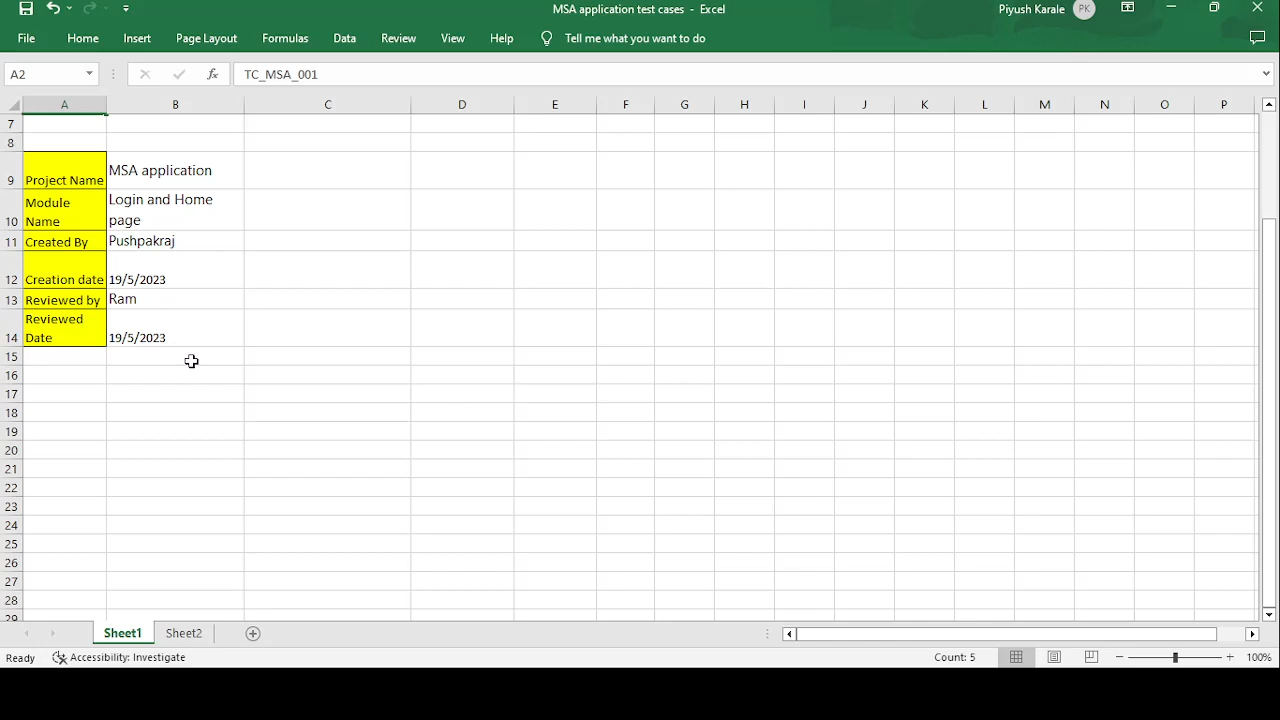 MSA application test cases - Excel
Piyush Karale PK
File Home Insert Page Layout Formulas Data Review View Help Tell me what you want to do
A2 fx TC_MSA_001
A B C D E F G H I J K L M N O P
7
8
9 Project Name MSA application
10 Module Name Login and Home page
11 Created By Pushpakraj
12 Creation date 19/5/2023
13 Reviewed by Ram
14 Reviewed Date 19/5/2023
15
16
17
18
19
20
21
22
23
24
25
26
27
28
29
Sheet1 Sheet2
Ready Accessibility: Investigate Count: 5 100%